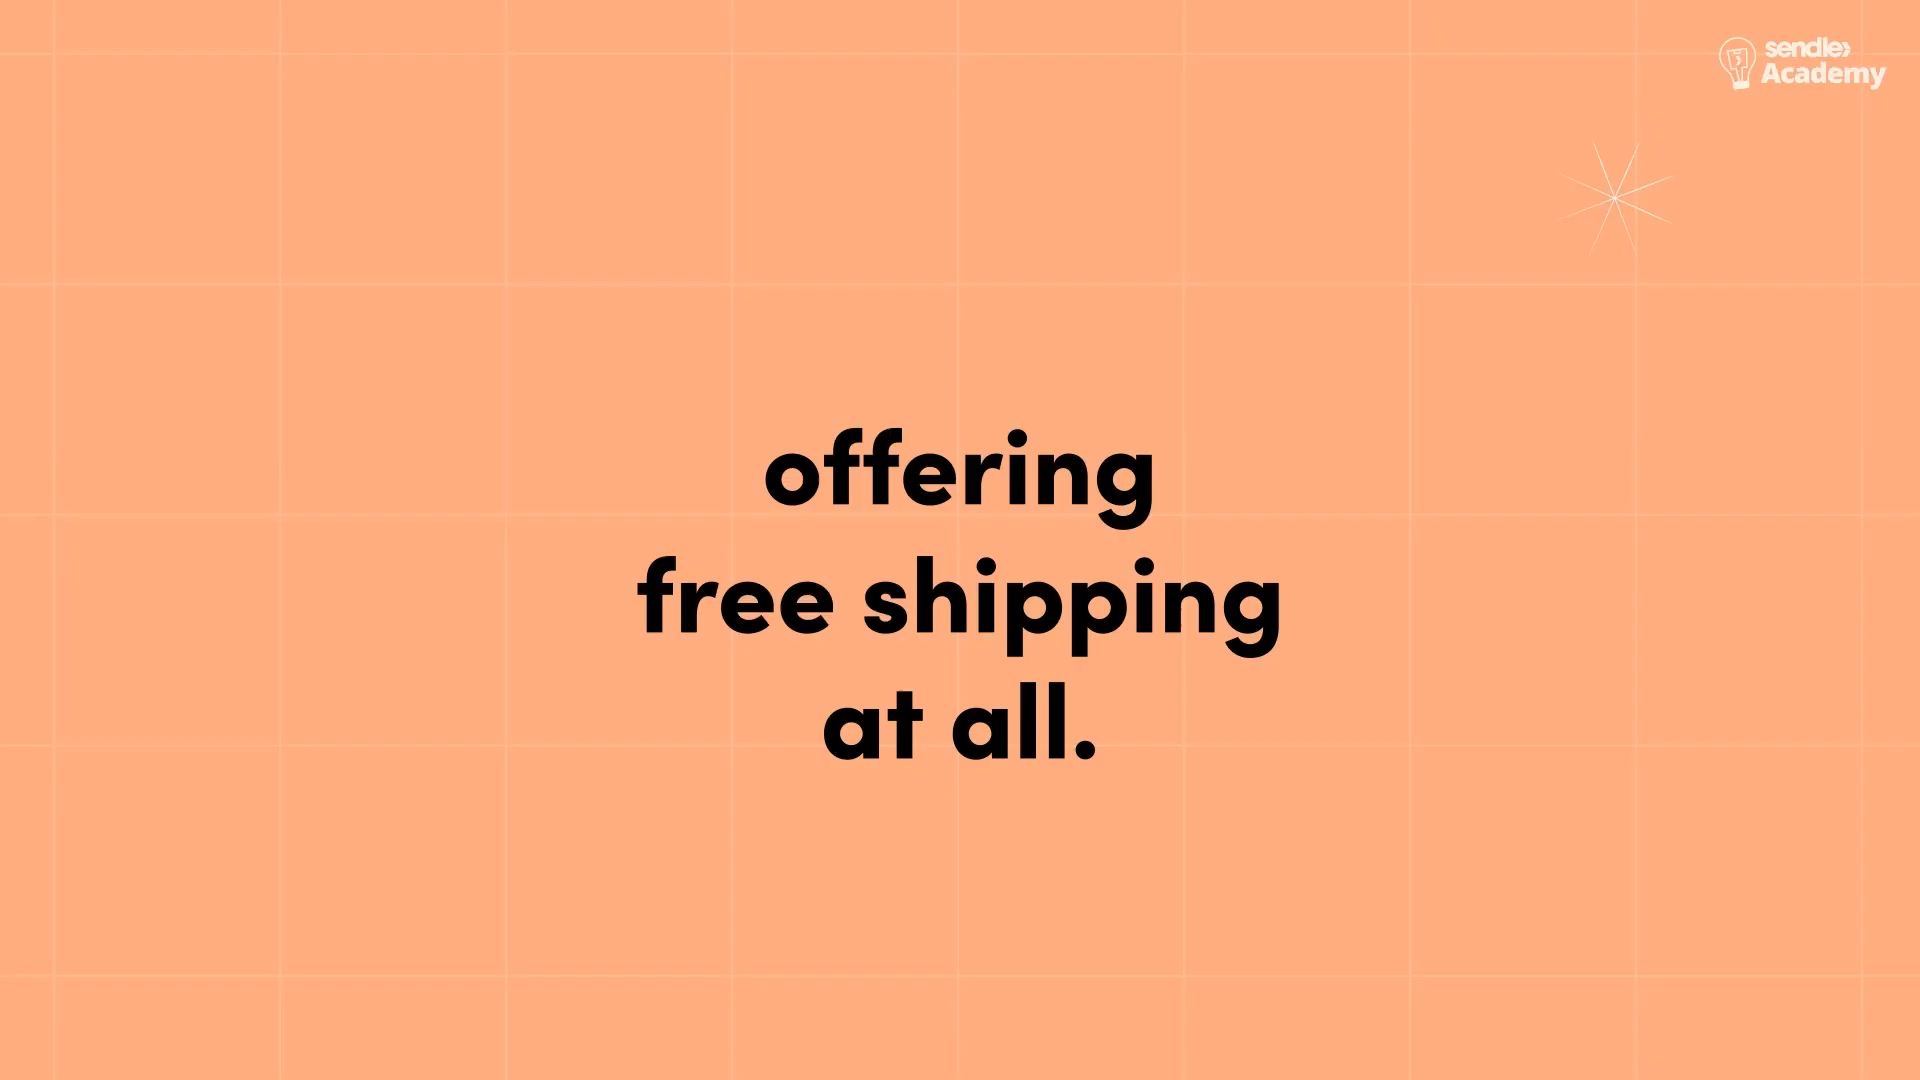 sendle
Academy
offering
free shipping
at all.